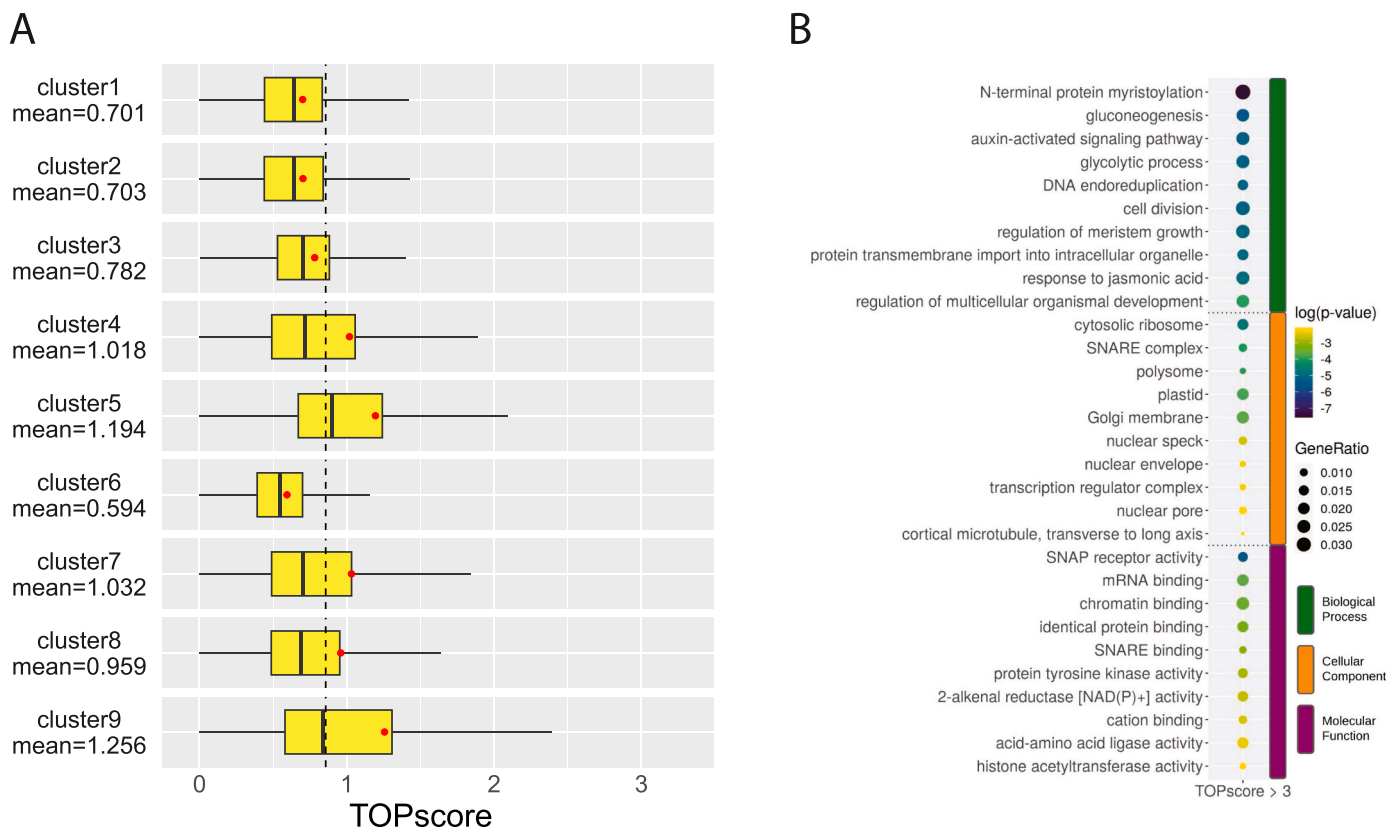 A
cluster1
mean=0.701
cluster2
mean=0.703
cluster3
mean=0.782
cluster4
mean=1.018
cluster5
mean=1.194
cluster6
mean=0.594
cluster7
mean=1.032
cluster8
mean=0.959
cluster9
mean=1.256
0 1 2 3
TOPscore
B
N-terminal protein myristoylation
gluconeogenesis
auxin-activated signaling pathway
glycolytic process
DNA endoreduplication
cell division
regulation of meristem growth
protein transmembrane import into intracellular organelle
response to jasmonic acid
regulation of multicellular organismal development
cytosolic ribosome
SNARE complex
polysome
plastid
Golgi membrane
nuclear speck
nuclear envelope
transcription regulator complex
nuclear pore
cortical microtubule, transverse to long axis
SNAP receptor activity
mRNA binding
chromatin binding
identical protein binding
SNARE binding
protein tyrosine kinase activity
2-alkenal reductase [NAD(P)+] activity
cation binding
acid-amino acid ligase activity
histone acetyltransferase activity
TOPscore > 3
log(p-value)
-3
-4
-5
-6
-7
GeneRatio
0.010
0.015
0.020
0.025
0.030
Biological
Process
Cellular
Component
Molecular
Function